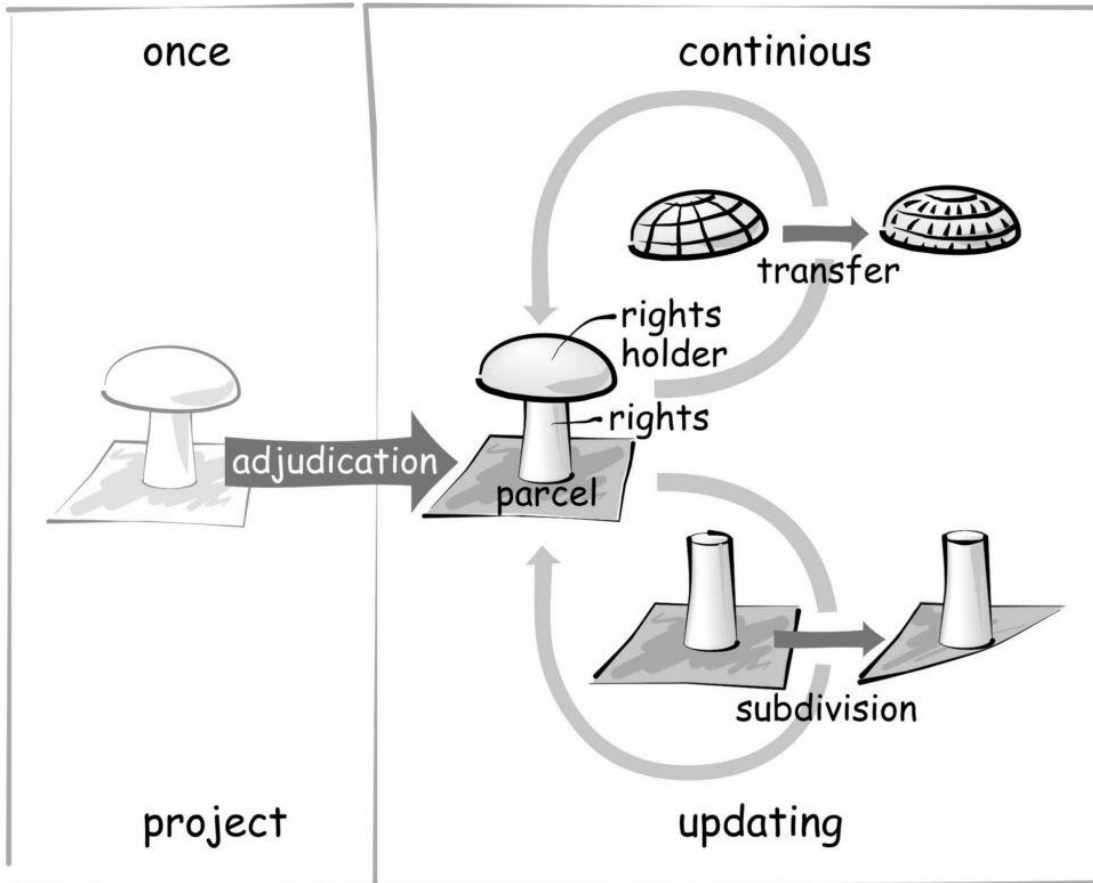 once
continious
transfer
rights
holder
rights
adjudication
parcel
subdivision
project
updating